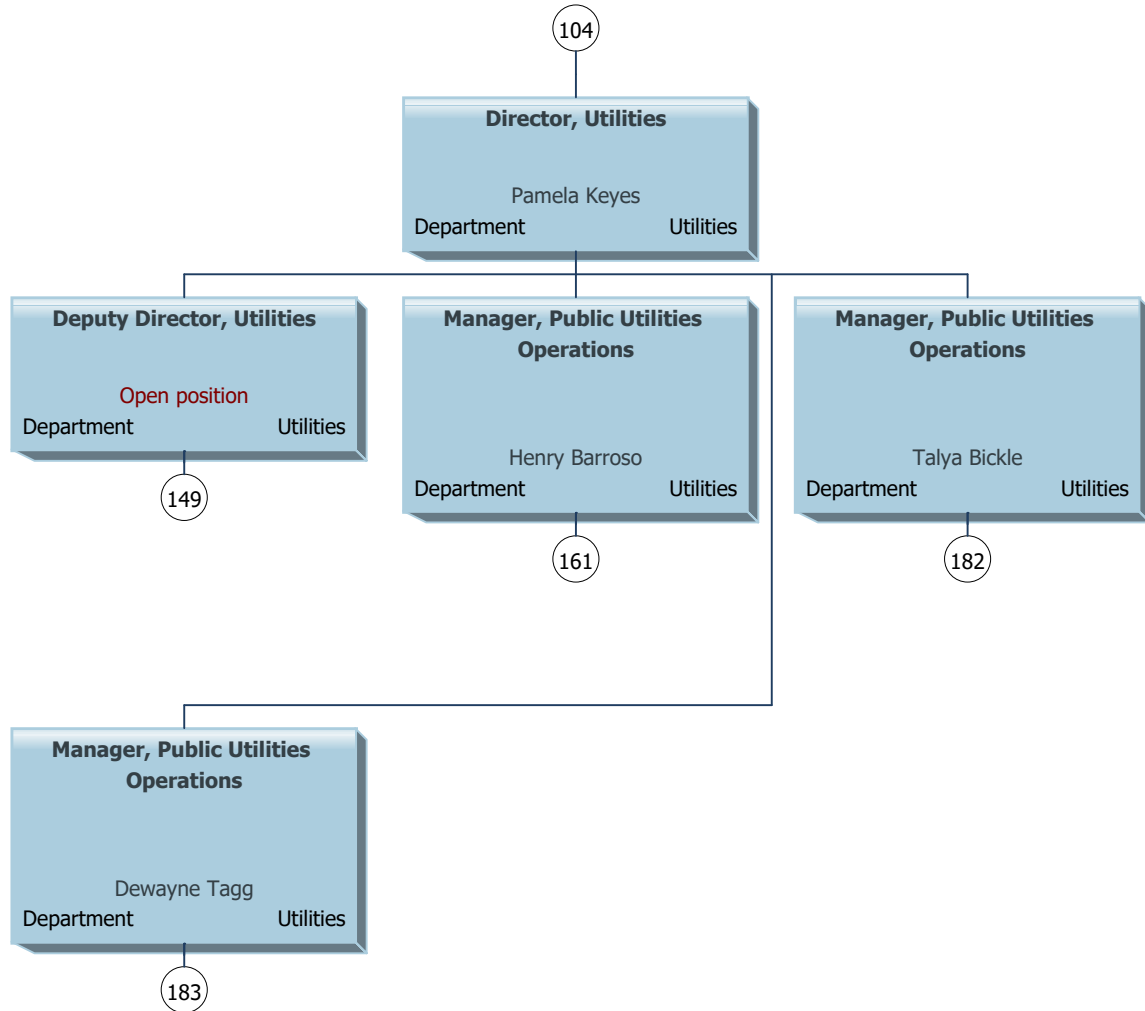 104
Director, Utilities
Pamela Keyes
Department Utilities
Deputy Director, Utilities
Open position
Department Utilities
149
Manager, Public Utilities
Operations
Henry Barroso
Department Utilities
161
Manager, Public Utilities
Operations
Talya Bickle
Department Utilities
182
Manager, Public Utilities
Operations
Dewayne Tagg
Department Utilities
183